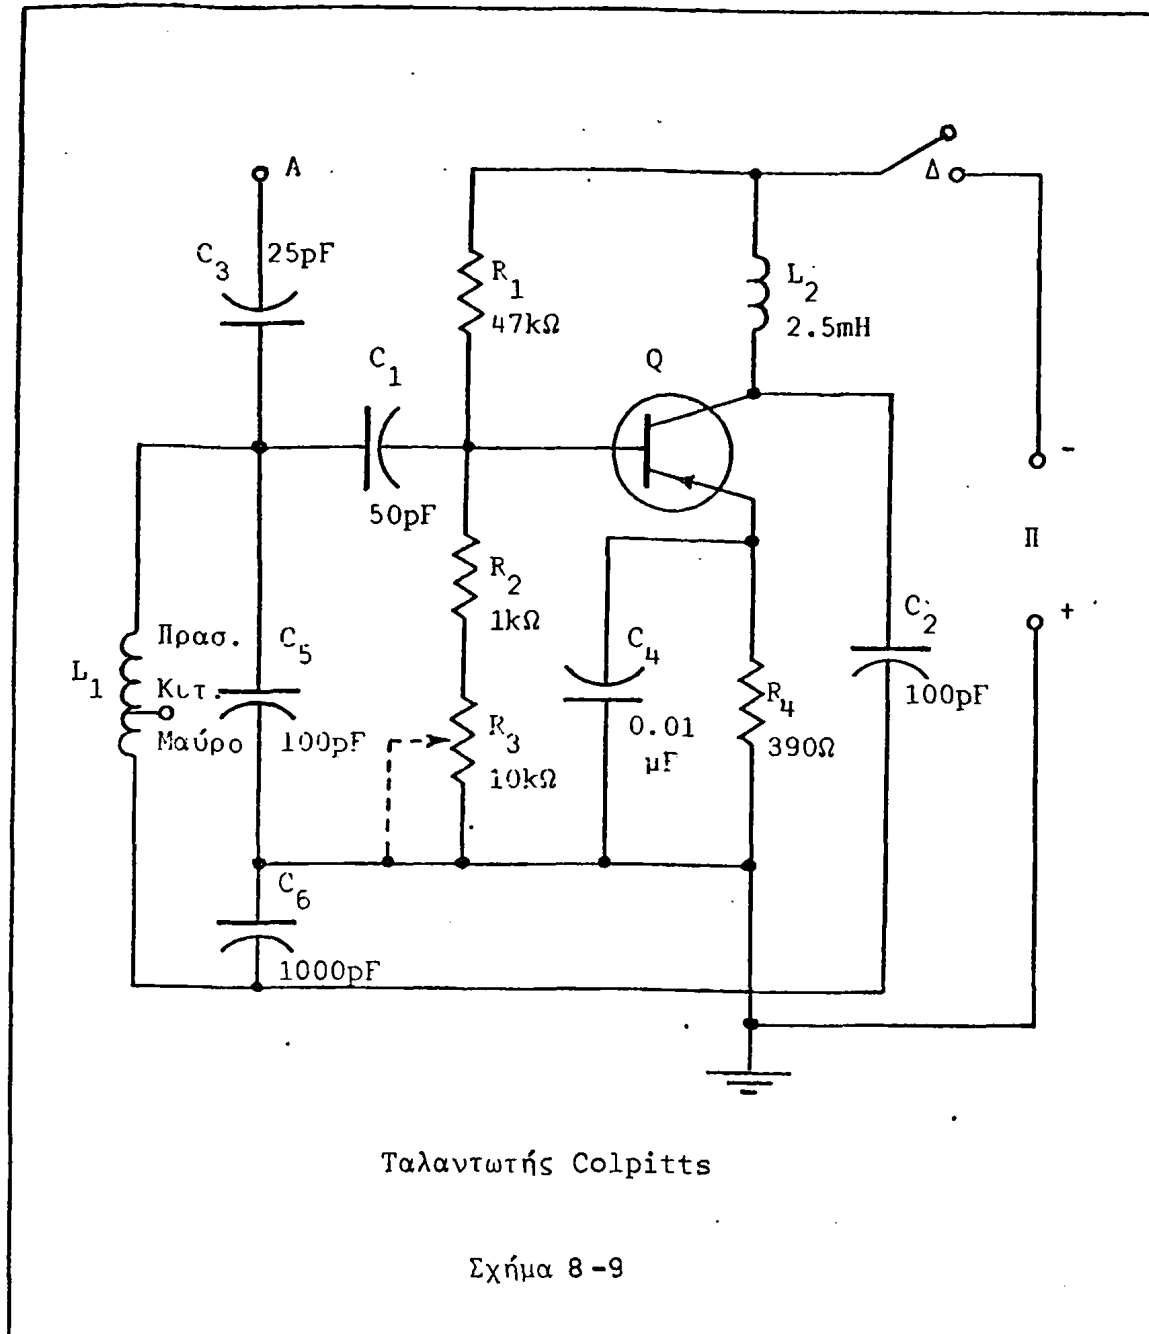 A
Δ
C3 25pF
R1
47kΩ
L2
2.5mH
C1
50pF
Q
-
Π
+
R2
1kΩ
C4
0.01
μF
C2
100pF
R4
390Ω
L1
Πρασ.
Κιτ.
Μαύρο
C5
100pF
R3
10kΩ
C6
1000pF
Ταλαντωτής Colpitts
Σχήμα 8-9